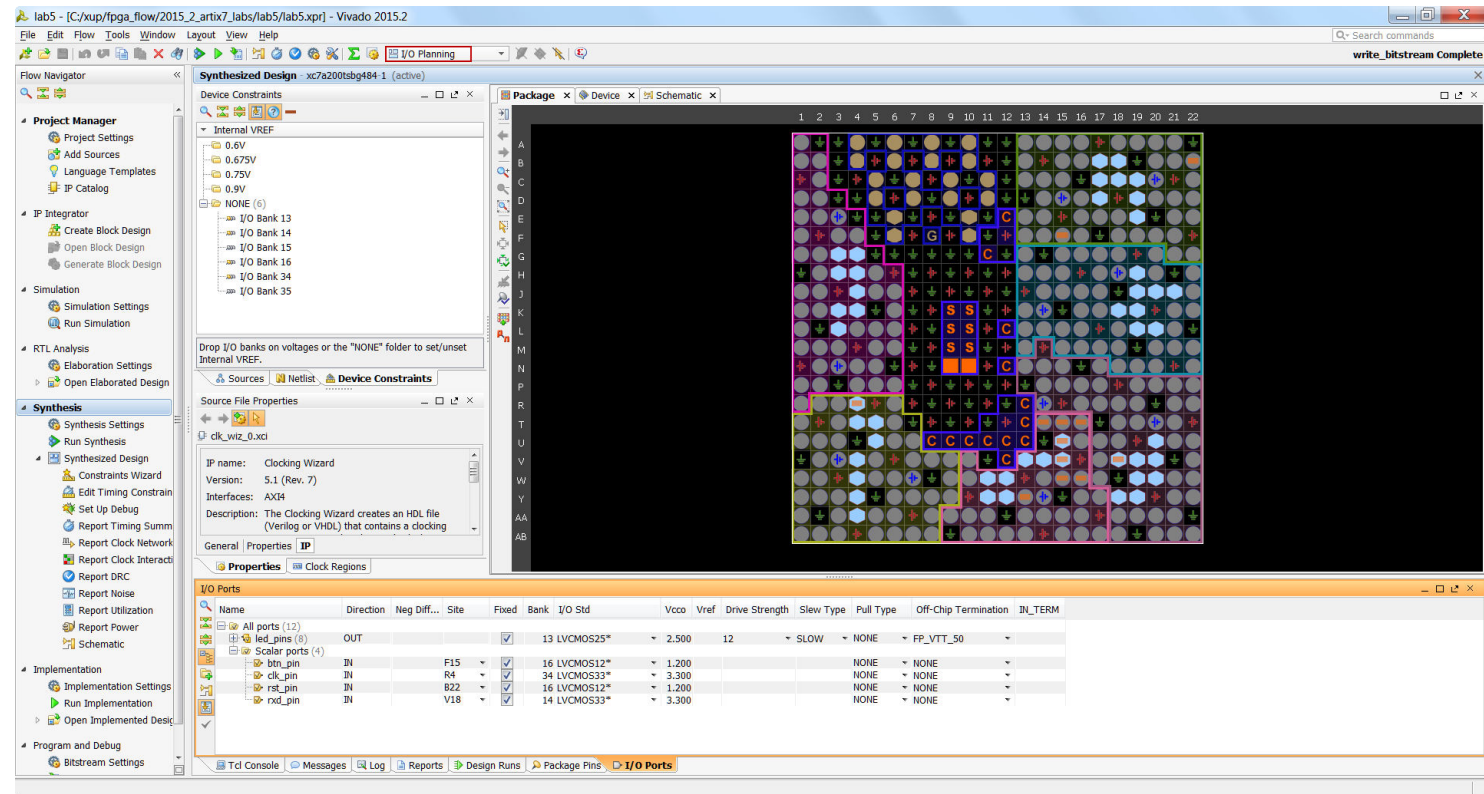 lab5 - [C:/xup/fpga_flow/2015_2_artix7_labs/lab5/lab5.xpr] - Vivado 2015.2
File Edit Flow Tools Window Layout View Help
Search commands
I/O Planning
write_bitstream Complete
Flow Navigator
Project Manager
Project Settings
Add Sources
Language Templates
IP Catalog
IP Integrator
Create Block Design
Open Block Design
Generate Block Design
Simulation
Simulation Settings
Run Simulation
RTL Analysis
Elaboration Settings
Open Elaborated Design
Synthesis
Synthesis Settings
Run Synthesis
Synthesized Design
Constraints Wizard
Edit Timing Constrain
Set Up Debug
Report Timing Summ
Report Clock Network
Report Clock Interacti
Report DRC
Report Noise
Report Utilization
Report Power
Schematic
Implementation
Implementation Settings
Run Implementation
Open Implemented Desig
Program and Debug
Bitstream Settings
Synthesized Design - xc7a200tsbg484-1 (active)
Device Constraints
Internal VREF
0.6V
0.675V
0.75V
0.9V
NONE (6)
I/O Bank 13
I/O Bank 14
I/O Bank 15
I/O Bank 16
I/O Bank 34
I/O Bank 35
Drop I/O banks on voltages or the "NONE" folder to set/unset
Internal VREF.
Sources Netlist Device Constraints
Source File Properties
clk_wiz_0.xci
IP name: Clocking Wizard
Version: 5.1 (Rev. 7)
Interfaces: AXI4
Description: The Clocking Wizard creates an HDL file
(Verilog or VHDL) that contains a clocking
General Properties IP
Properties Clock Regions
Package Device Schematic
1 2 3 4 5 6 7 8 9 10 11 12 13 14 15 16 17 18 19 20 21 22
A
B
C
D
E C
F G
G C
H
J
K S S
L S S C
M S S
N C
P
R C
T C
U C C C C C C
V C
W
Y
AA
AB
I/O Ports
Name Direction Neg Diff... Site Fixed Bank I/O Std Vcco Vref Drive Strength Slew Type Pull Type Off-Chip Termination IN_TERM
All ports (12)
led_pins (8) OUT 13 LVCMOS25* 2.500 12 SLOW NONE FP_VTT_50
Scalar ports (4)
btn_pin IN F15 16 LVCMOS12* 1.200 NONE NONE
clk_pin IN R4 34 LVCMOS33* 3.300 NONE NONE
rst_pin IN B22 16 LVCMOS12* 1.200 NONE NONE
rxd_pin IN V18 14 LVCMOS33* 3.300 NONE NONE
Tcl Console Messages Log Reports Design Runs Package Pins I/O Ports